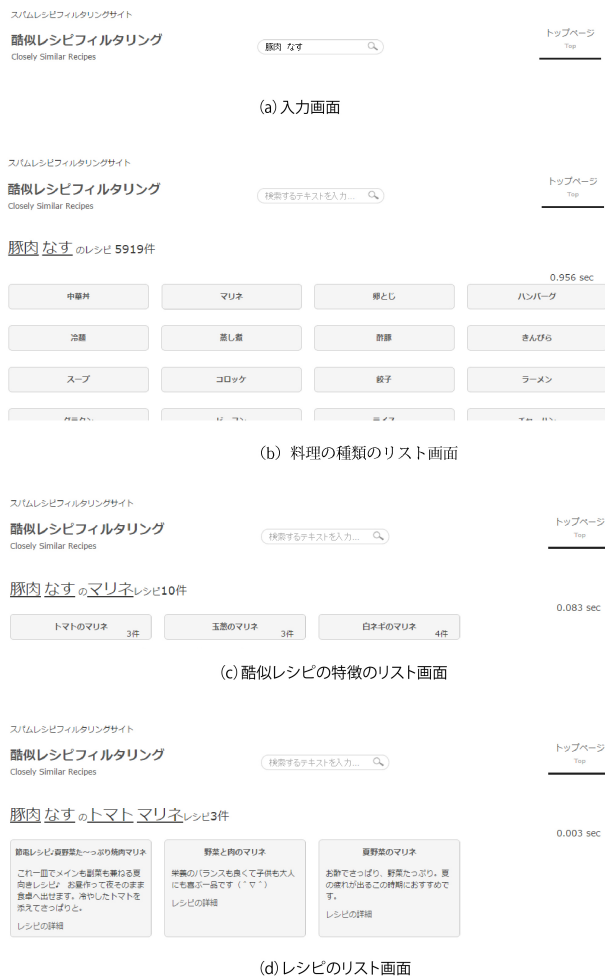 スパムレシピフィルタリングサイト
酷似レシピフィルタリング
Closely Similar Recipes
豚肉 なす
トップページ
Top
(a)入力画面
スパムレシピフィルタリングサイト
酷似レシピフィルタリング
Closely Similar Recipes
検索するテキストを入力...
トップページ
Top
豚肉 なす のレシピ 5919件
0.956 sec
中華丼 マリネ 卵とじ ハンバーグ
冷麺 蒸し煮 酢豚 きんぴら
スープ コロッケ 餃子 ラーメン
(b) 料理の種類のリスト画面
スパムレシピフィルタリングサイト
酷似レシピフィルタリング
Closely Similar Recipes
検索するテキストを入力...
トップページ
Top
豚肉 なす のマリネレシピ10件
0.083 sec
トマトのマリネ 3件 玉葱のマリネ 3件 白ネギのマリネ 4件
(c)酷似レシピの特徴のリスト画面
スパムレシピフィルタリングサイト
酷似レシピフィルタリング
Closely Similar Recipes
検索するテキストを入力...
トップページ
Top
豚肉 なす のトマト マリネレシピ3件
0.003 sec
節電レシピ♪夏野菜た～っぷり焼肉マリネ
これ一皿でメインも副菜も兼ねる夏
向きレシピ♪ お昼作って夜そのまま
食卓へ出せます。冷やしたトマトを
添えてさっぱりと。
レシピの詳細
野菜と肉のマリネ
栄養のバランスも良くて子供も大人
にも喜ぶ一品です（＾▽＾）
レシピの詳細
夏野菜のマリネ
お酢でさっぱり、野菜たっぷり。夏
の疲れが出るこの時期におすすめで
す。
レシピの詳細
(d)レシピのリスト画面